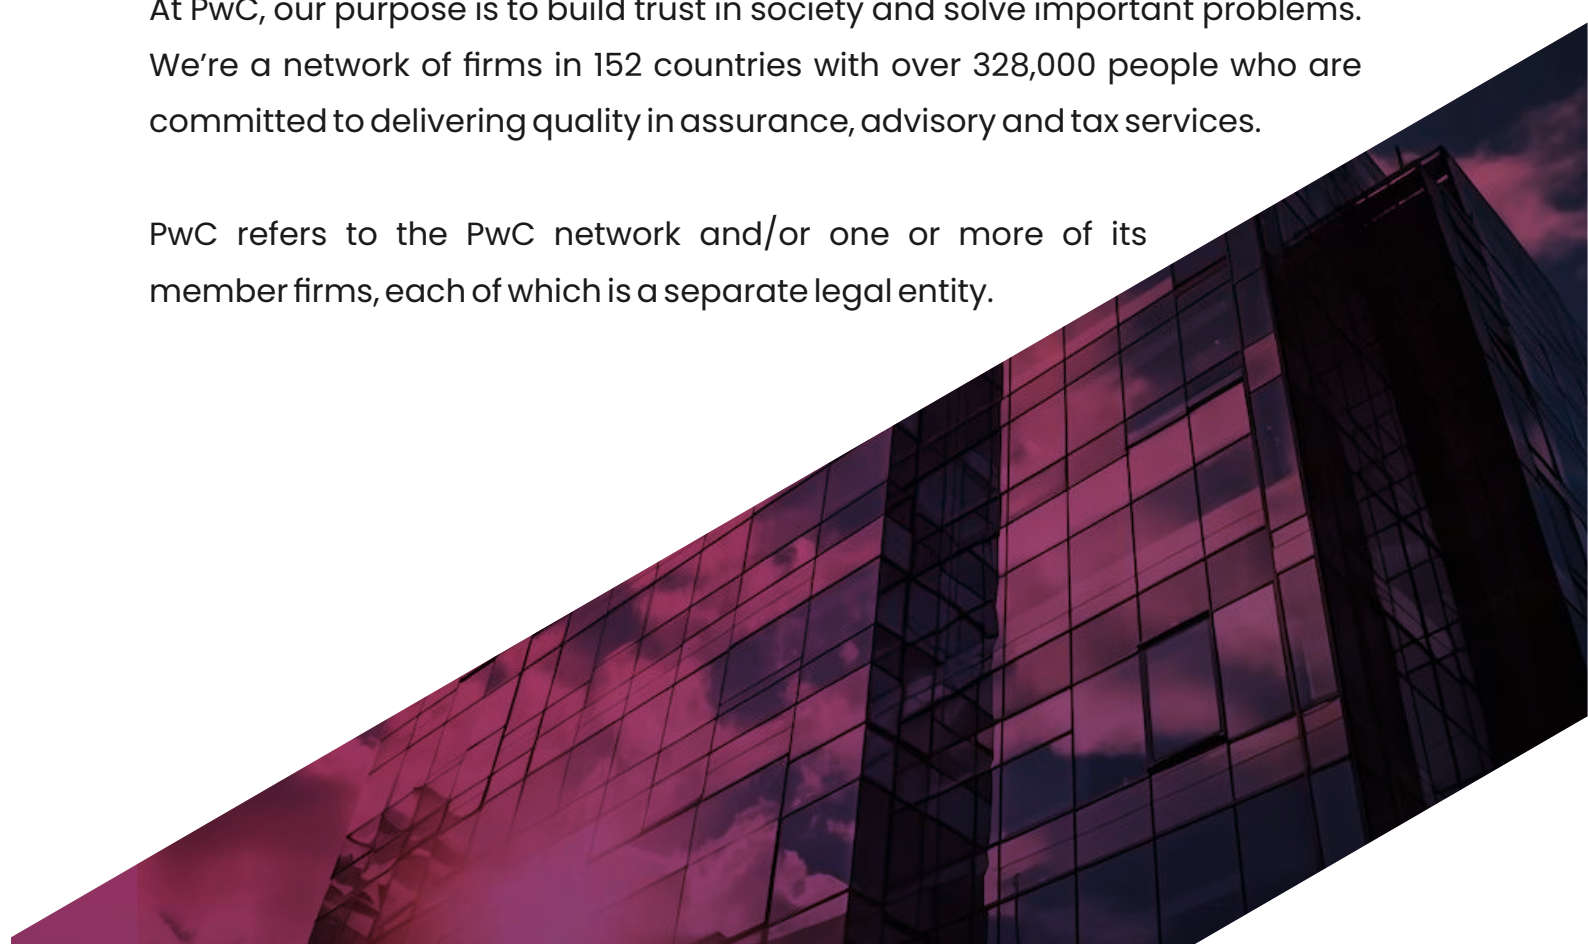 At PwC, our purpose is to build trust in society and solve important problems.
We’re a network of firms in 152 countries with over 328,000 people who are
committed to delivering quality in assurance, advisory and tax services.
PwC refers to the PwC network and/or one or more of its
member firms, each of which is a separate legal entity.